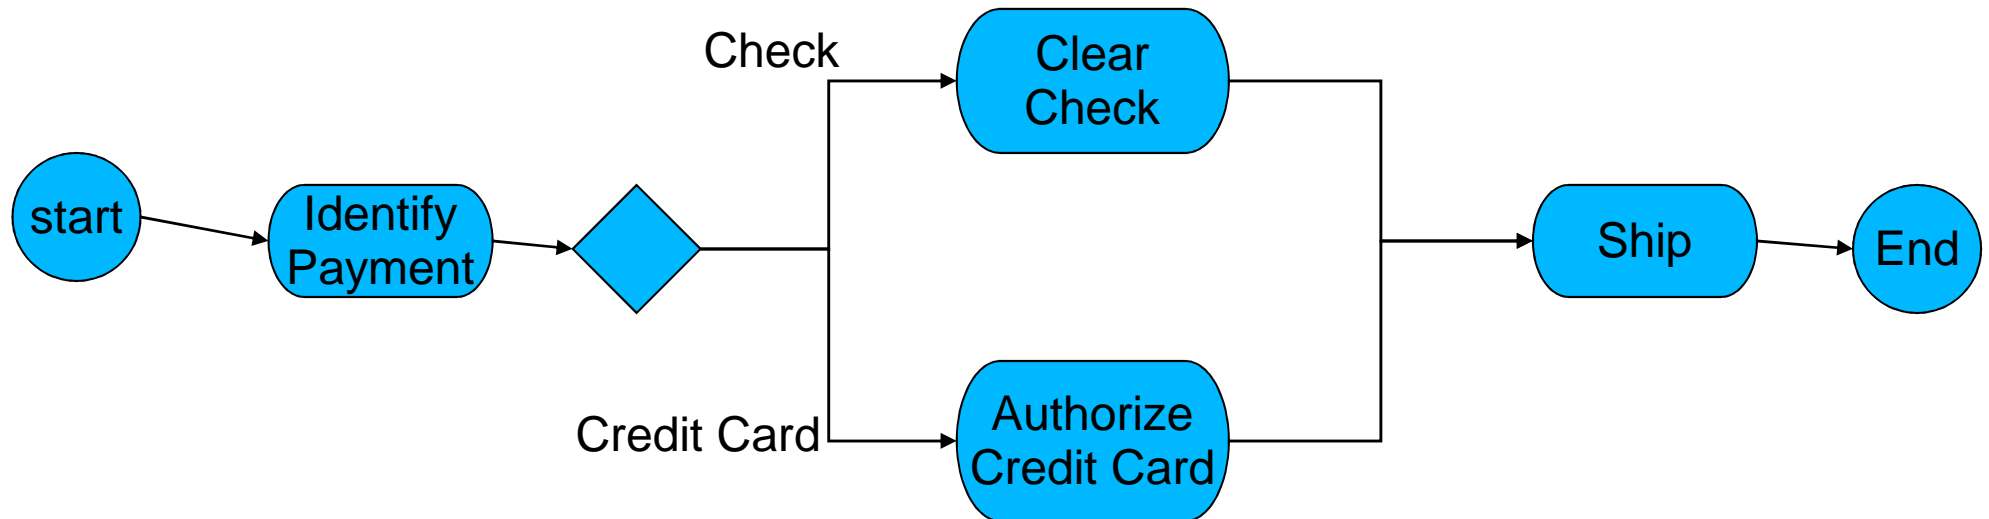 start
Identify
Payment
Check
Clear
Check
Credit Card
Authorize
Credit Card
Ship
End